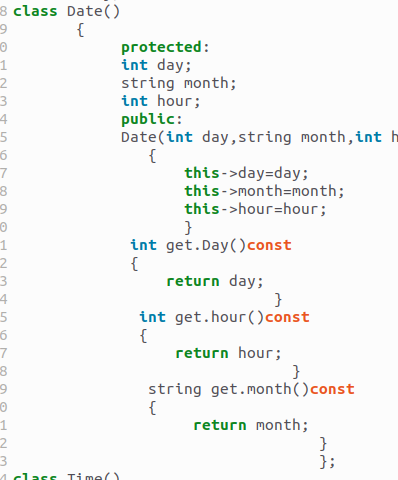 8 class Date()
9 {
0 protected:
1 int day;
2 string month;
3 int hour;
4 public:
5 Date(int day,string month,int h
6 {
7 this->day=day;
8 this->month=month;
9 this->hour=hour;
0 }
1 int get.Day()const
2 {
3 return day;
4 }
5 int get.hour()const
6 {
7 return hour;
8 }
9 string get.month()const
0 {
1 return month;
2 }
3 };
4 class Time()